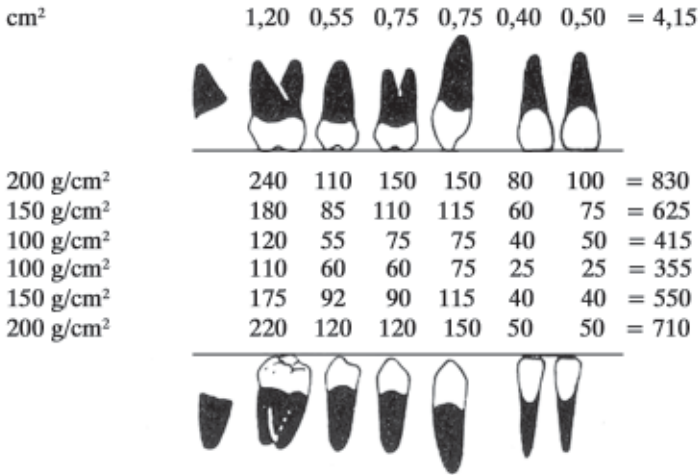 cm² 1,20 0,55 0,75 0,75 0,40 0,50 = 4,15
200 g/cm² 240 110 150 150 80 100 = 830
150 g/cm² 180 85 110 115 60 75 = 625
100 g/cm² 120 55 75 75 40 50 = 415
100 g/cm² 110 60 60 75 25 25 = 355
150 g/cm² 175 92 90 115 40 40 = 550
200 g/cm² 220 120 120 150 50 50 = 710